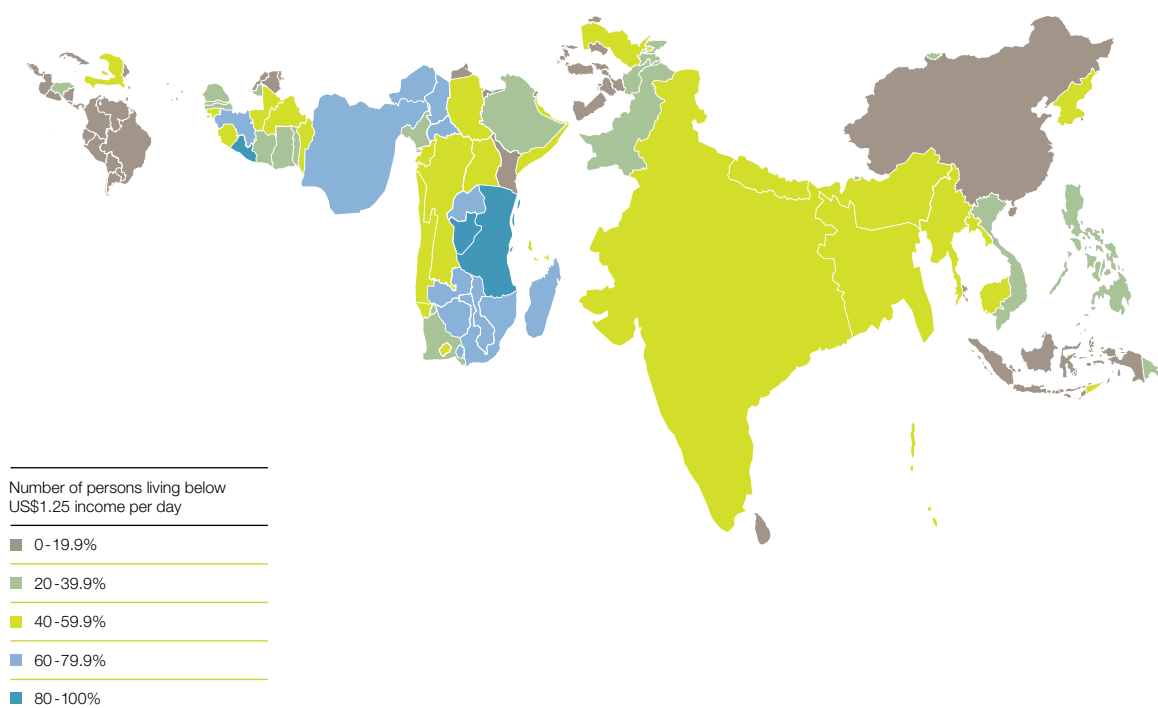 Number of persons living below
US$1.25 income per day
0-19.9%
20-39.9%
40-59.9%
60-79.9%
80-100%